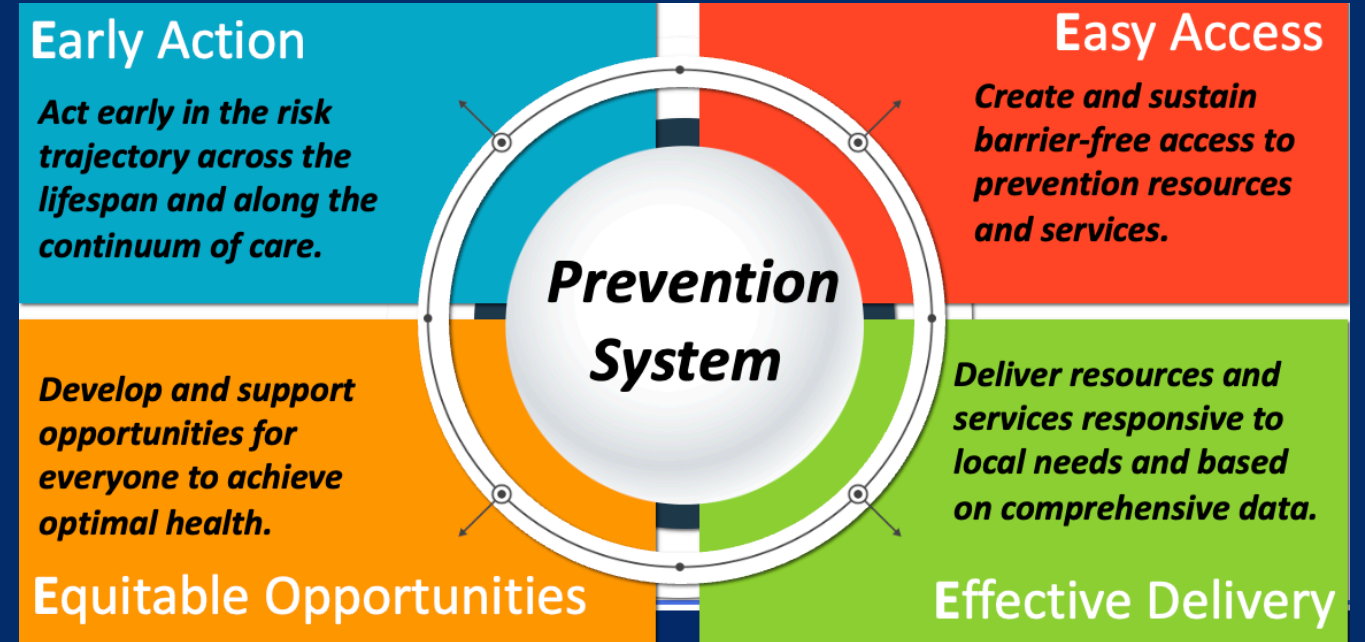 Early Action
Act early in the risk
trajectory across the
lifespan and along the
continuum of care.
Easy Access
Create and sustain
barrier-free access to
prevention resources
and services.
Prevention
System
Develop and support
opportunities for
everyone to achieve
optimal health.
Equitable Opportunities
Deliver resources and
services responsive to
local needs and based
on comprehensive data.
Effective Delivery